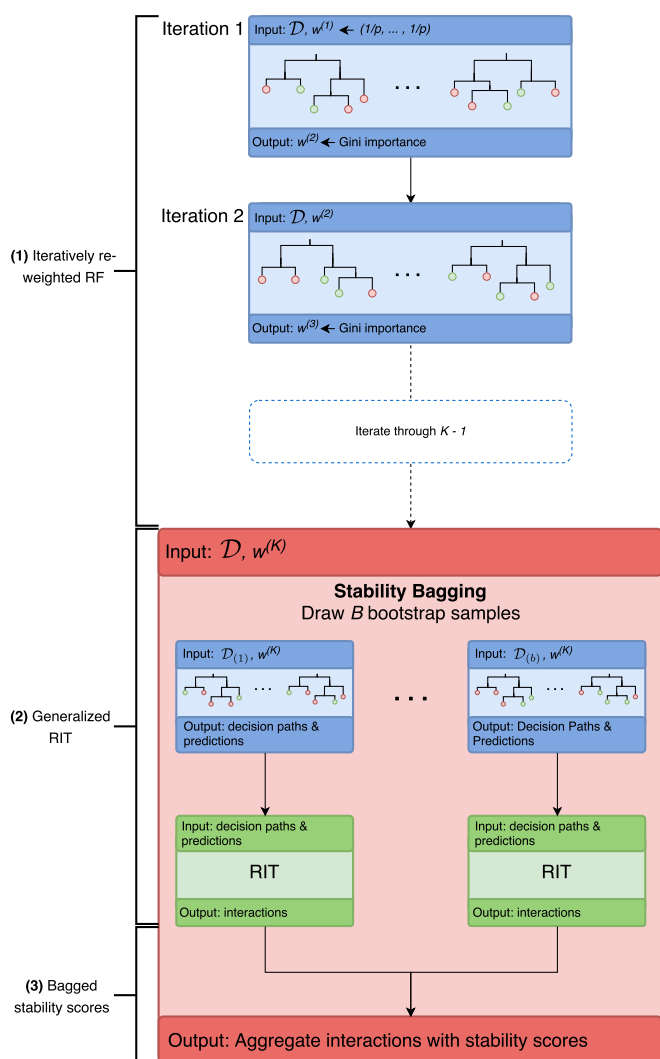 Iteration 1
Input: 𝒟, w(1) ← (1/p, ... , 1/p)
. . .
Output: w(2) ← Gini importance
Iteration 2
Input: 𝒟, w(2)
. . .
Output: w(3) ← Gini importance
(1) Iteratively re-
weighted RF
Iterate through K - 1
Input: 𝒟, w(K)
Stability Bagging
Draw B bootstrap samples
Input: 𝒟(1), w(K)
. . .
Output: decision paths &
predictions
. . .
Input: 𝒟(b), w(K)
. . .
Output: Decision Paths &
Predictions
(2) Generalized
RIT
Input: decision paths &
predictions
RIT
Output: interactions
Input: decision paths &
predictions
RIT
Output: interactions
(3) Bagged
stability scores
Output: Aggregate interactions with stability scores